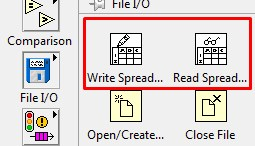 File I/O
Comparison
Write Spread...
Read Spread...
File I/O
Open/Create...
Close File